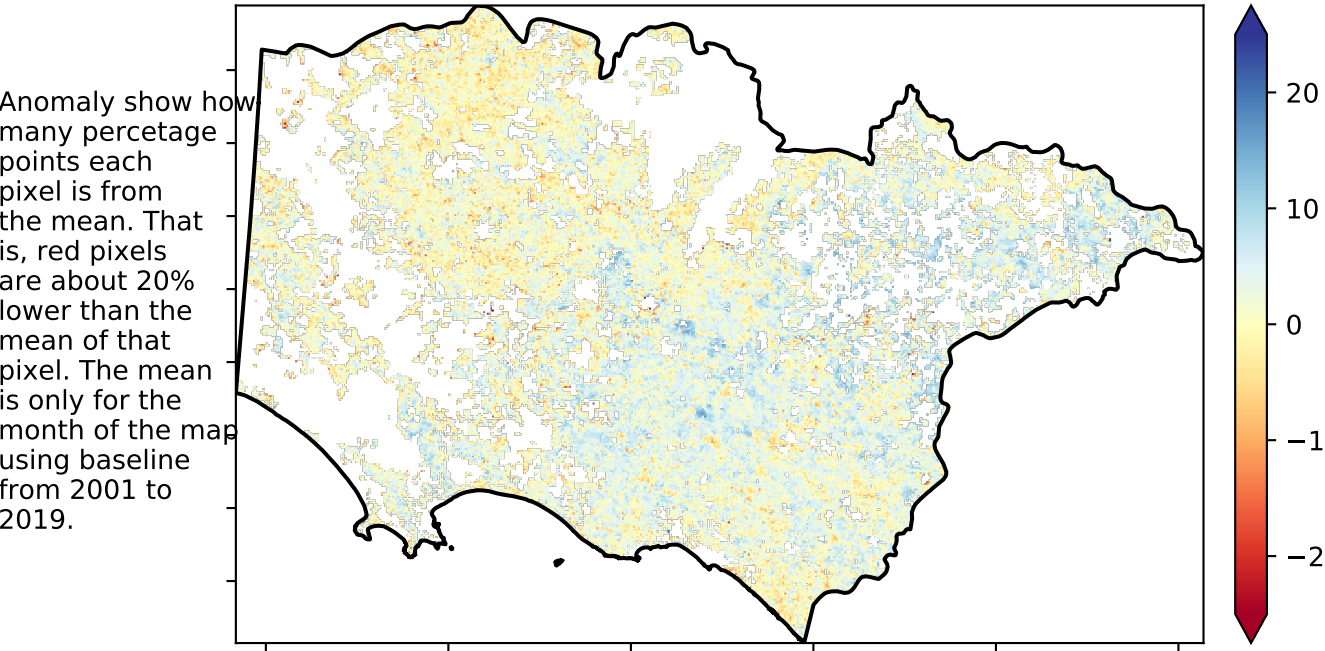 Anomaly show how
many percetage
points each
pixel is from
the mean. That
is, red pixels
are about 20%
lower than the
mean of that
pixel. The mean
is only for the
month of the map
using baseline
from 2001 to
2019.
20
10
0
−1
−2